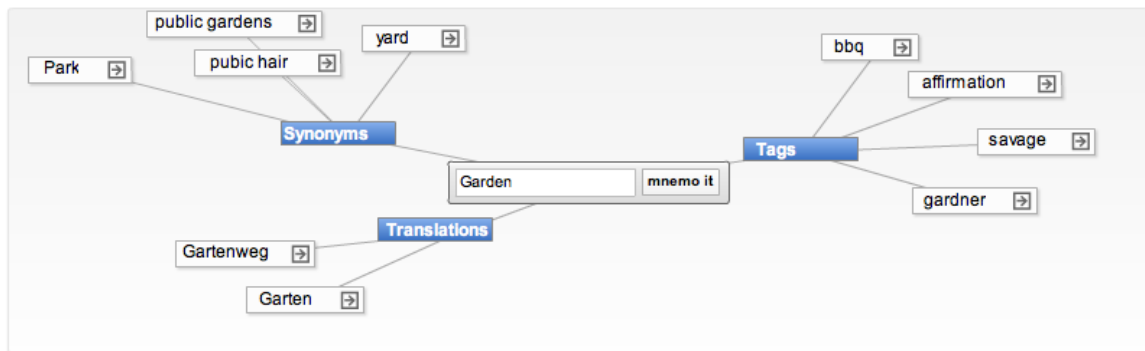 public gardens
yard
pubic hair
Park
bbq
affirmation
Synonyms
savage
Tags
Garden
mnemo it
gardner
Translations
Gartenweg
Garten